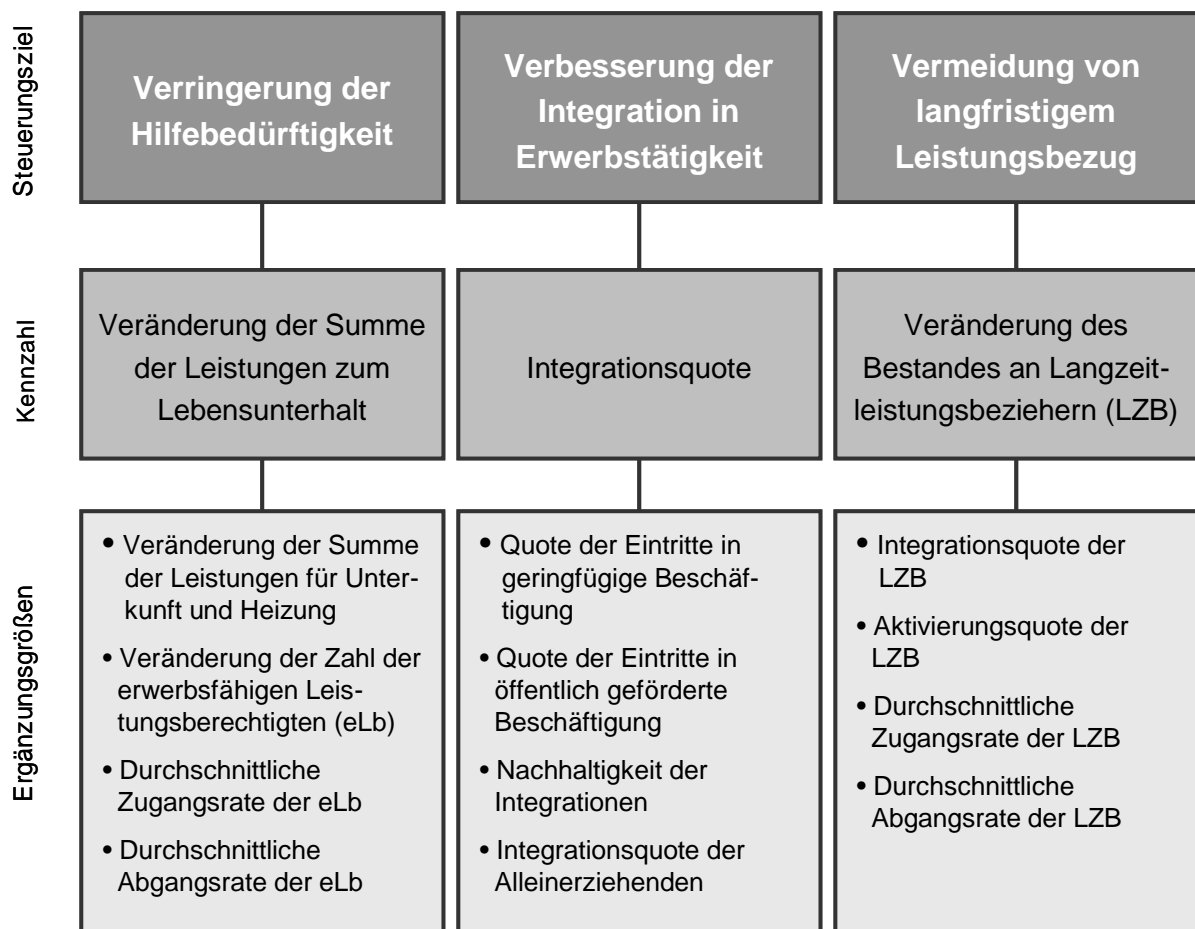 Steuerungsziel
Verringerung der
Hilfebedürftigkeit
Verbesserung der
Integration in
Erwerbstätigkeit
Vermeidung von
langfristigem
Leistungsbezug
Kennzahl
Veränderung der Summe
der Leistungen zum
Lebensunterhalt
Integrationsquote
Veränderung des
Bestandes an Langzeit-
leistungsbeziehern (LZB)
Ergänzungsgrößen
• Veränderung der Summe
der Leistungen für Unter-
kunft und Heizung
• Veränderung der Zahl der
erwerbsfähigen Leis-
tungsberechtigten (eLb)
• Durchschnittliche
Zugangsrate der eLb
• Durchschnittliche
Abgangsrate der eLb
• Quote der Eintritte in
geringfügige Beschäf-
tigung
• Quote der Eintritte in
öffentlich geförderte
Beschäftigung
• Nachhaltigkeit der
Integrationen
• Integrationsquote der
Alleinerziehenden
• Integrationsquote der
LZB
• Aktivierungsquote der
LZB
• Durchschnittliche
Zugangsrate der LZB
• Durchschnittliche
Abgangsrate der LZB